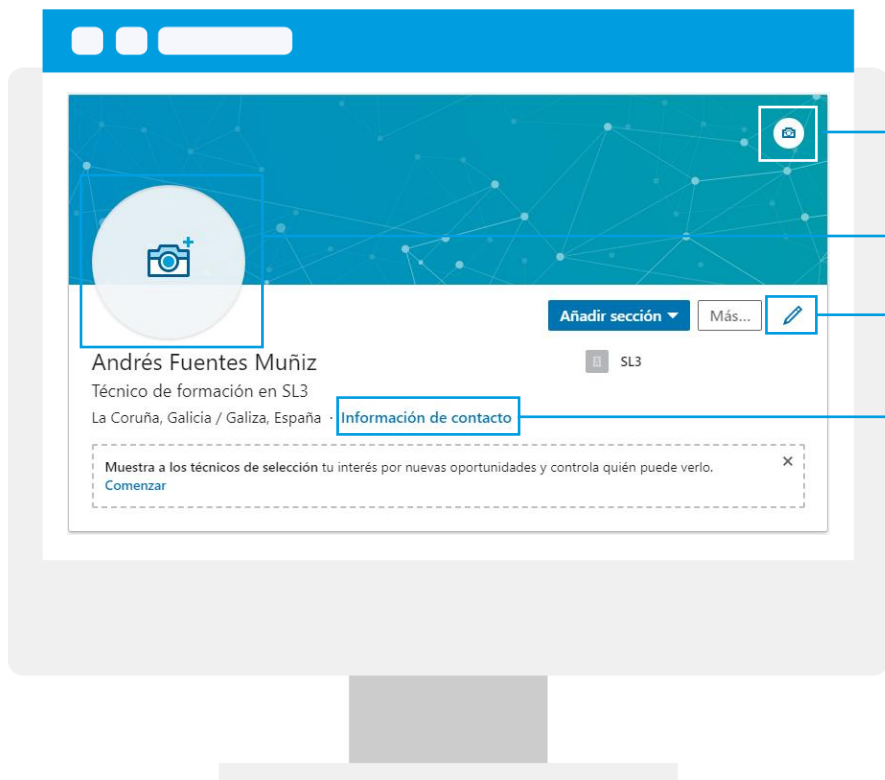 Añadir sección
Más...
Andrés Fuentes Muñiz
SL3
Técnico de formación en SL3
La Coruña, Galicia / Galiza, España · Información de contacto
Muestra a los técnicos de selección tu interés por nuevas oportunidades y controla quién puede verlo.
Comenzar